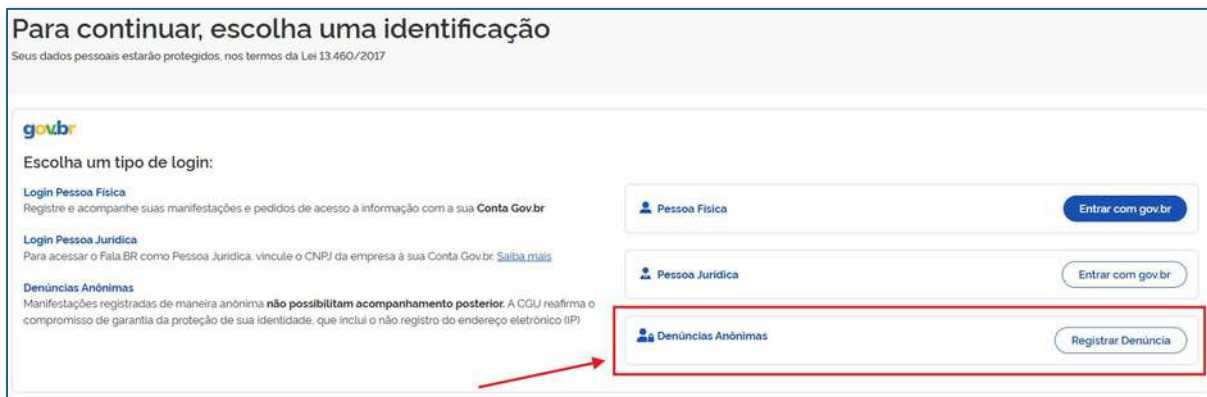 Para continuar, escolha uma identificação
Seus dados pessoais estarão protegidos, nos termos da Lei 13.460/2017
gov.br
Escolha um tipo de login:
Login Pessoa Física
Registre e acompanhe suas manifestações e pedidos de acesso à informação com a sua Conta Gov.br
Login Pessoa Jurídica
Para acessar o Fala.BR como Pessoa Jurídica, vincule o CNPJ da empresa à sua Conta Gov.br. Saiba mais
Denúncias Anônimas
Manifestações registradas de maneira anônima não possibilitam acompanhamento posterior. A CGU reafirma o
compromisso de garantia da proteção de sua identidade, que inclui o não registro do endereço eletrônico (IP)
Pessoa Física
Entrar com gov.br
Pessoa Jurídica
Entrar com gov.br
Denúncias Anônimas
Registrar Denúncia